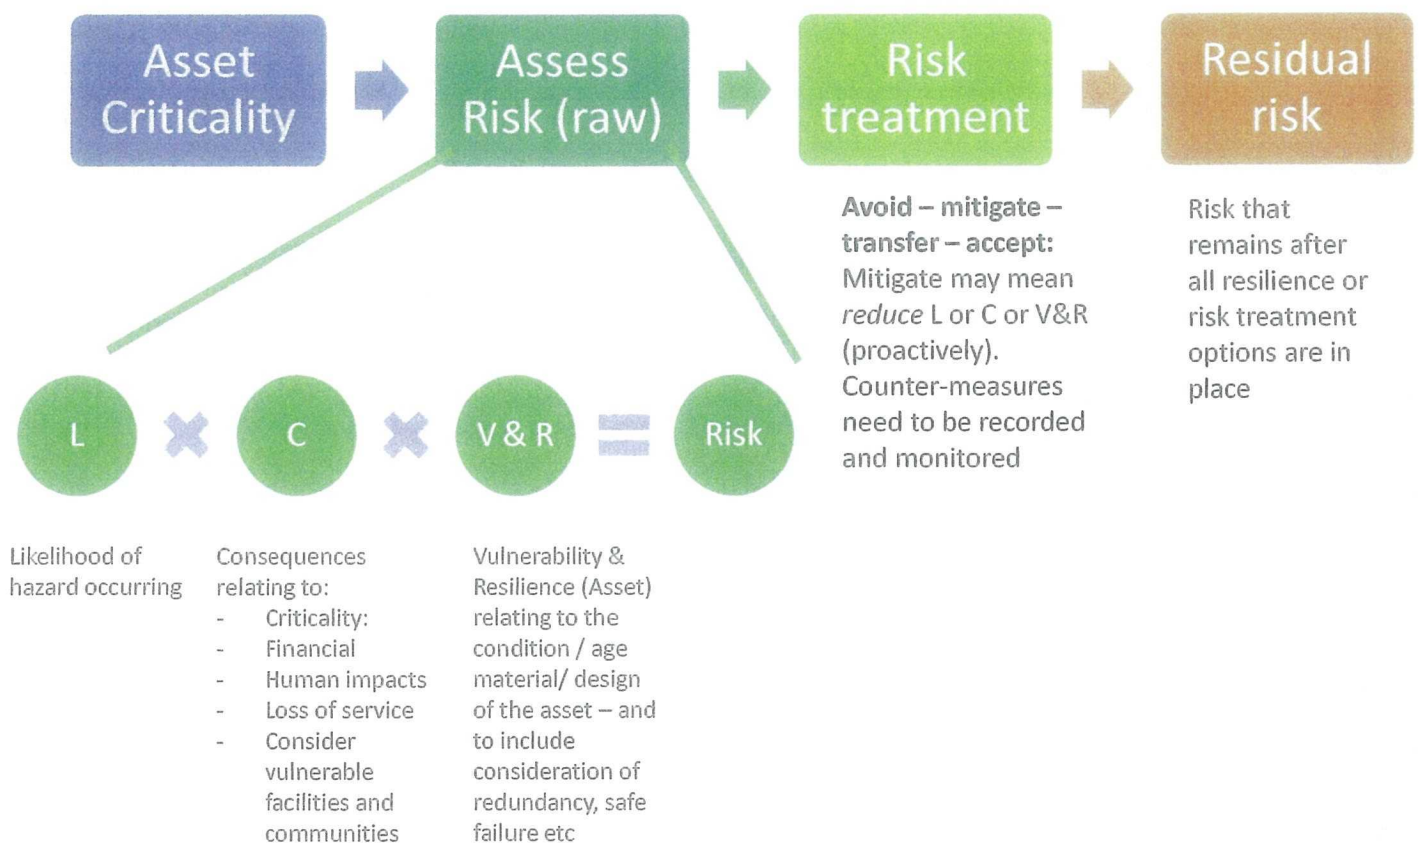 Asset
Criticality
Assess
Risk (raw)
Risk
treatment
Residual
risk
Avoid – mitigate –
transfer – accept:
Mitigate may mean
reduce L or C or V&R
(proactively).
Counter-measures
need to be recorded
and monitored
Risk that
remains after
all resilience or
risk treatment
options are in
place
L
C
V & R
Risk
Likelihood of
hazard occurring
Consequences
relating to:
- Criticality:
- Financial
- Human impacts
- Loss of service
- Consider
vulnerable
facilities and
communities
Vulnerability &
Resilience (Asset)
relating to the
condition / age
material/ design
of the asset – and
to include
consideration of
redundancy, safe
failure etc